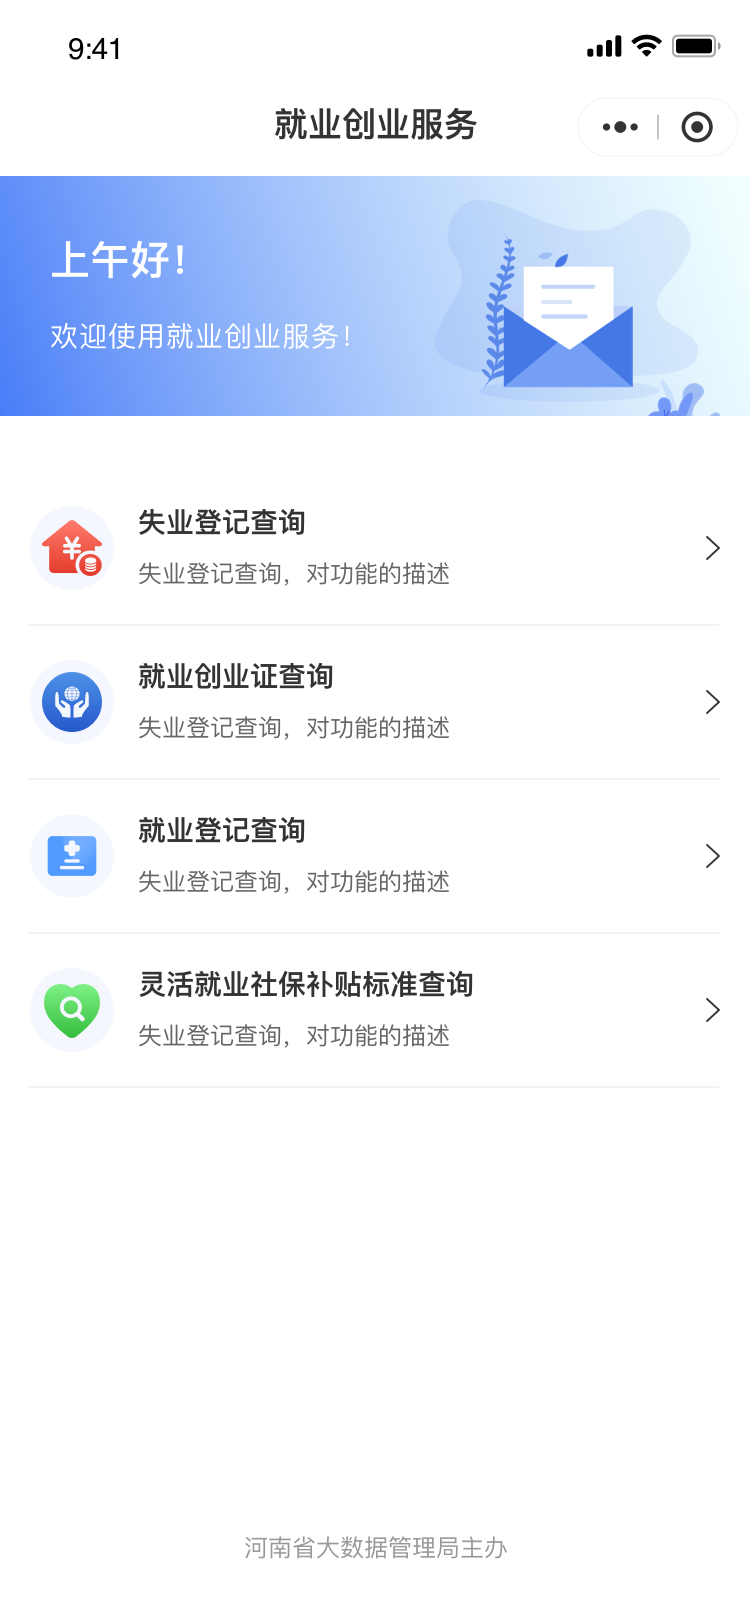 9:41
就业创业服务
上午好！
欢迎使用就业创业服务！
失业登记查询
失业登记查询，对功能的描述
就业创业证查询
失业登记查询，对功能的描述
就业登记查询
失业登记查询，对功能的描述
灵活就业社保补贴标准查询
失业登记查询，对功能的描述
河南省大数据管理局主办